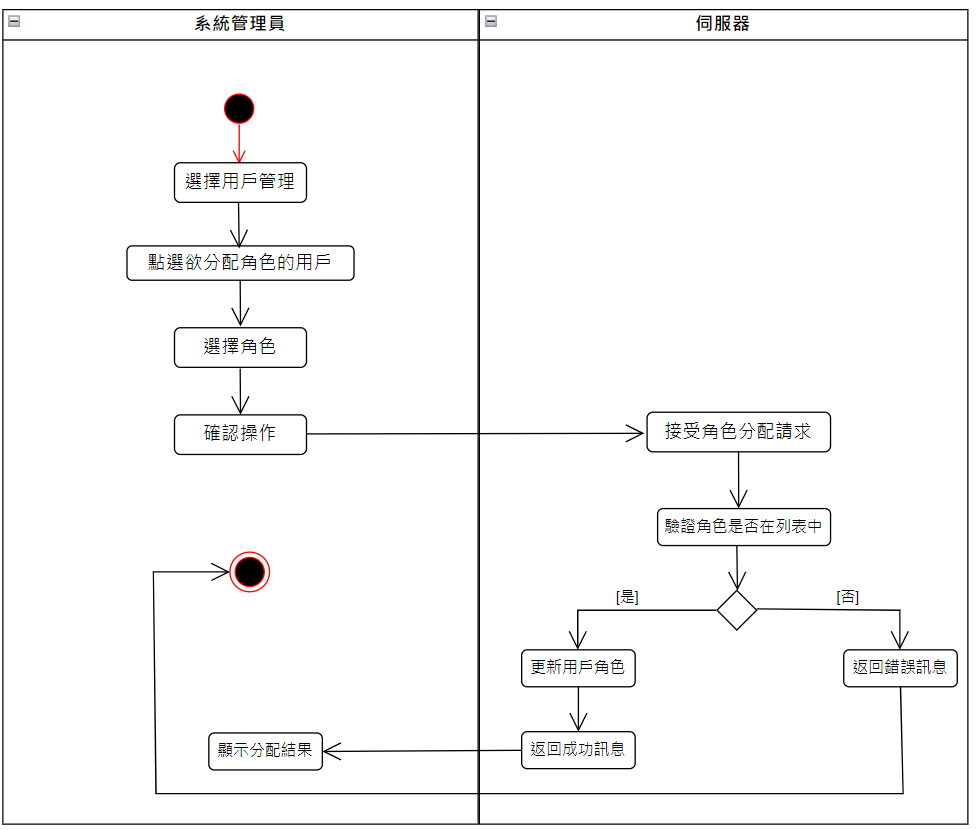 系統管理員
伺服器
選擇用戶管理
點選欲分配角色的用戶
選擇角色
確認操作
接受角色分配請求
驗證角色是否在列表中
[是]
[否]
更新用戶角色
返回錯誤訊息
顯示分配結果
返回成功訊息